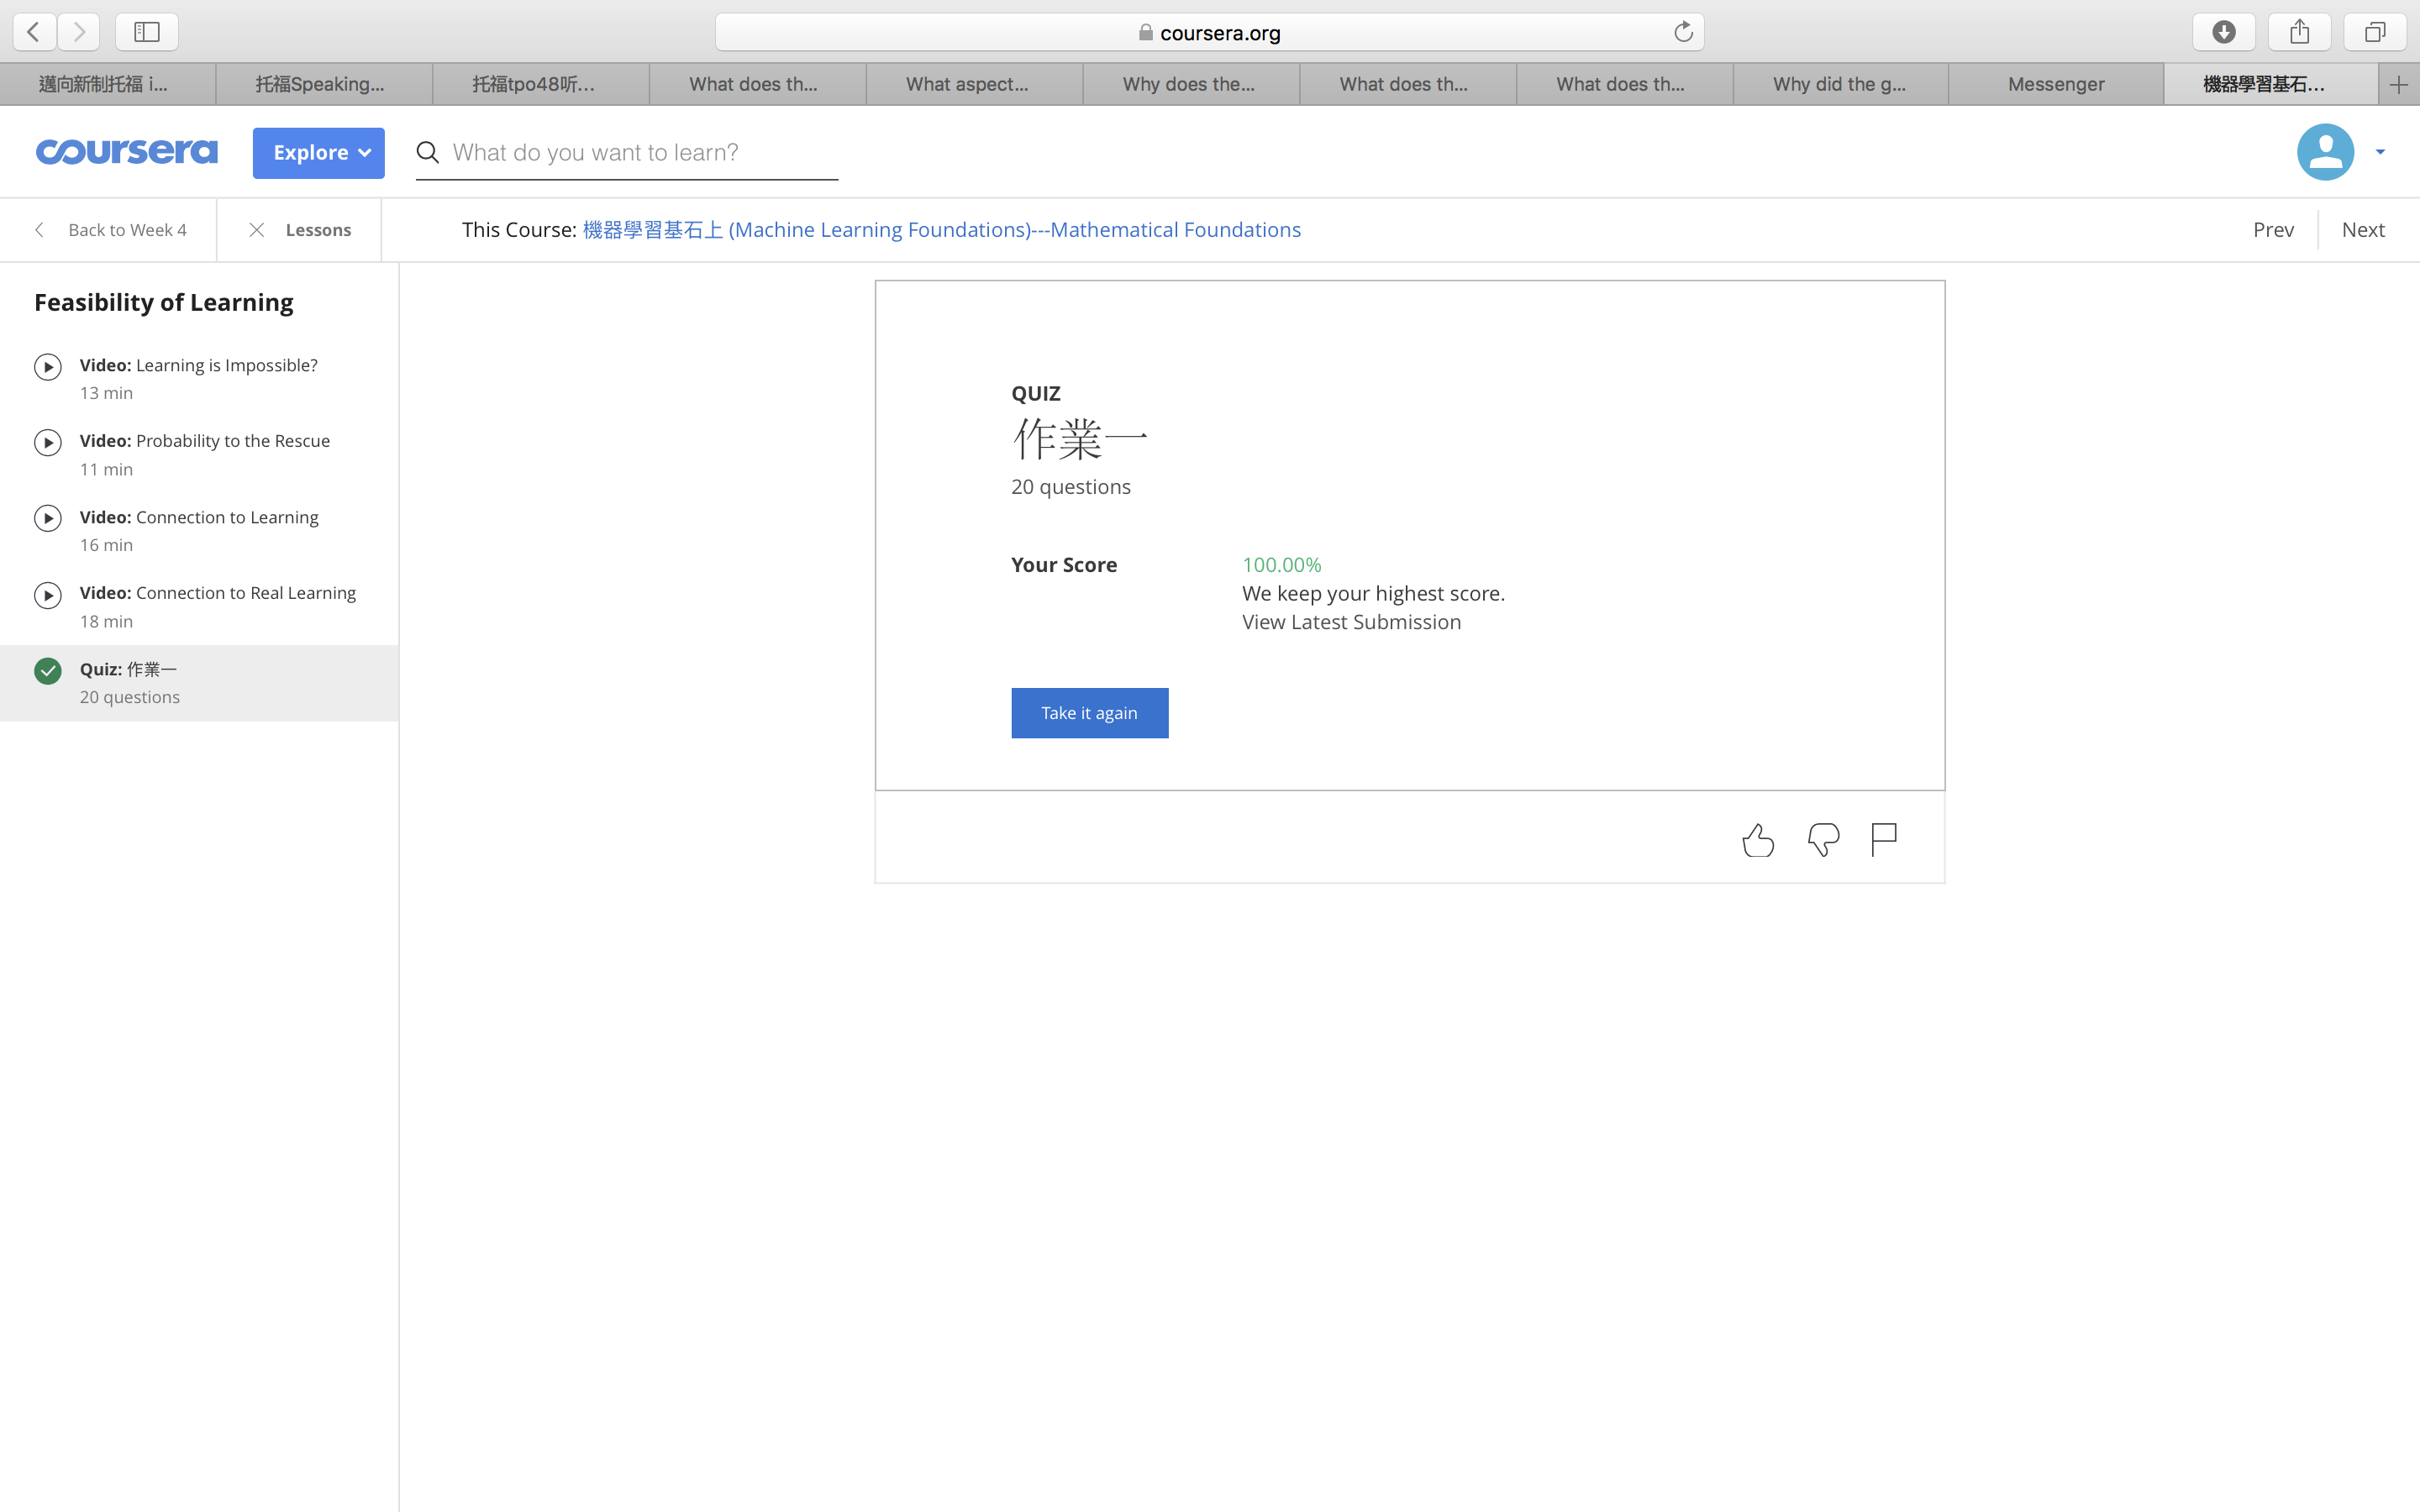 coursera.org
邁向新制托福 i...
托福Speaking...
托福tpo48听...
What does th...
What aspect...
Why does the...
What does th...
What does th...
Why did the g...
Messenger
機器學習基石...
coursera
Explore
What do you want to learn?
Back to Week 4
Lessons
This Course: 機器學習基石上 (Machine Learning Foundations)---Mathematical Foundations
Prev
Next
Feasibility of Learning
Video: Learning is Impossible?
13 min
Video: Probability to the Rescue
11 min
Video: Connection to Learning
16 min
Video: Connection to Real Learning
18 min
Quiz: 作業一
20 questions
QUIZ
作業一
20 questions
Your Score
100.00%
We keep your highest score.
View Latest Submission
Take it again